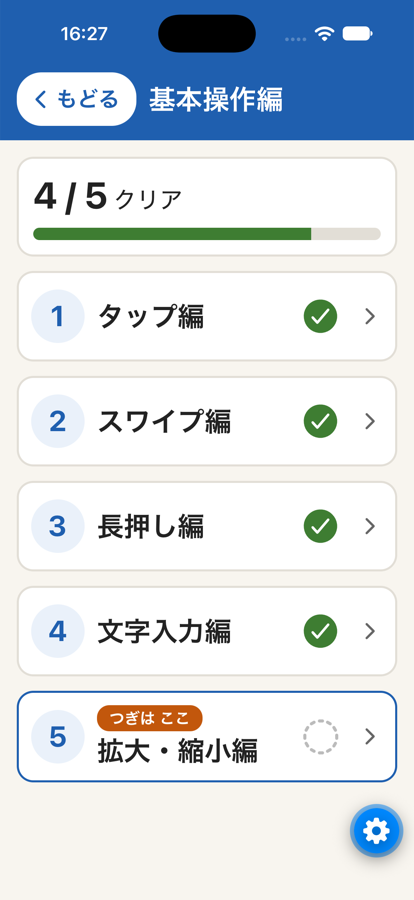 16:27
もどる
基本操作編
4 / 5 クリア
1 タップ編
2 スワイプ編
3 長押し編
4 文字入力編
つぎは ここ
5 拡大・縮小編